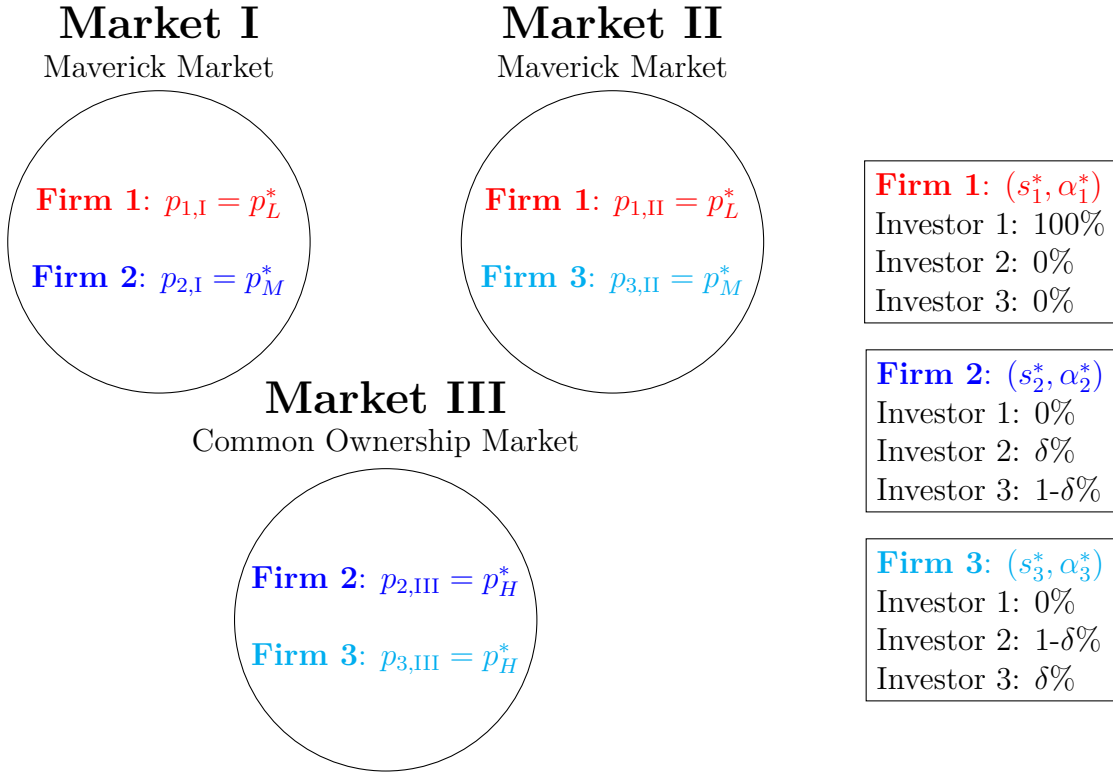 Market I
Maverick Market
Firm 1: p_{1,I} = p_L^*
Firm 2: p_{2,I} = p_M^*
Market II
Maverick Market
Firm 1: p_{1,II} = p_L^*
Firm 3: p_{3,II} = p_M^*
Market III
Common Ownership Market
Firm 2: p_{2,III} = p_H^*
Firm 3: p_{3,III} = p_H^*
Firm 1: (s_1^*, α_1^*)
Investor 1: 100%
Investor 2: 0%
Investor 3: 0%
Firm 2: (s_2^*, α_2^*)
Investor 1: 0%
Investor 2: δ%
Investor 3: 1-δ%
Firm 3: (s_3^*, α_3^*)
Investor 1: 0%
Investor 2: 1-δ%
Investor 3: δ%